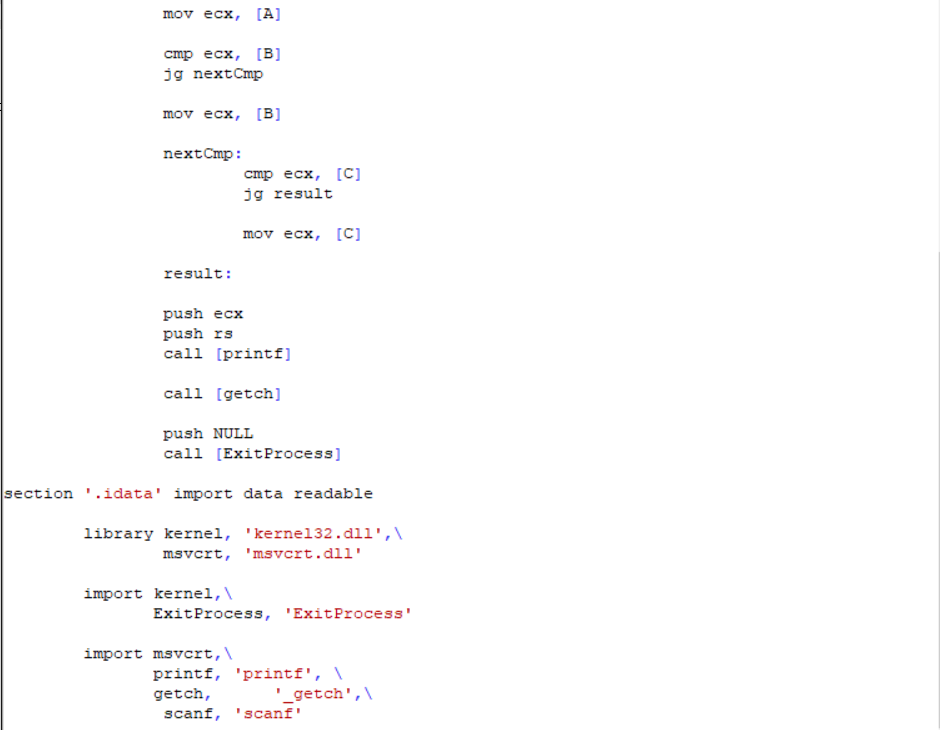 mov ecx, [A]
cmp ecx, [B]
jg nextCmp
mov ecx, [B]
nextCmp:
cmp ecx, [C]
jg result
mov ecx, [C]
result:
push ecx
push rs
call [printf]
call [getch]
push NULL
call [ExitProcess]
section '.idata' import data readable
library kernel, 'kernel32.dll',\
msvcrt, 'msvcrt.dll'
import kernel,\
ExitProcess, 'ExitProcess'
import msvcrt,\
printf, 'printf', \
getch, '_getch',\
scanf, 'scanf'